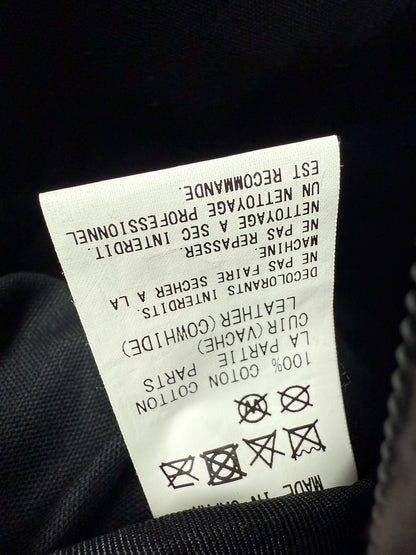 MADE IN
100% COTON COTTON
LA PARTIE PARTS
CUIR(VACHE)
LEATHER(COWHIDE)
DECOLORANTS INTERDITS.
NE PAS FAIRE SECHER A LA
MACHINE.
NE PAS REPASSER.
NETTOYAGE A SEC INTERDIT.
UN NETTOYAGE PROFESSIONNEL
EST RECOMMANDE.